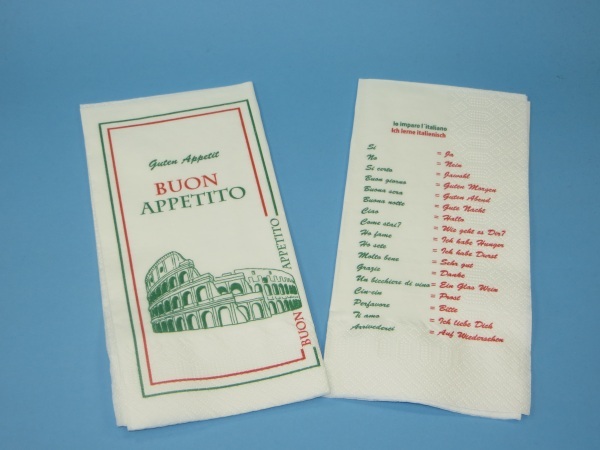 Guten Appetit
BUON
APPETITO
BUON APPETITO
io imparo l'italiano
Ich lerne italienisch
Si = Ja
No = Nein
Si certo = Jawohl
Buon giorno = Guten Morgen
Buona sera = Guten Abend
Buona notte = Gute Nacht
Ciao = Hallo
Come stai? = Wie geht es Der?
Ho fame = Ich habe Hunger
Ho sete = Ich habe Durst
Molto bene = Sehr gut
Grazie = Danke
Un bicchiere di vino = Ein Glas Wein
Cin-cin = Prost
Perfavore = Bitte
Ti amo = Ich liebe Dich
Arrivederci = Auf Wiedersehen